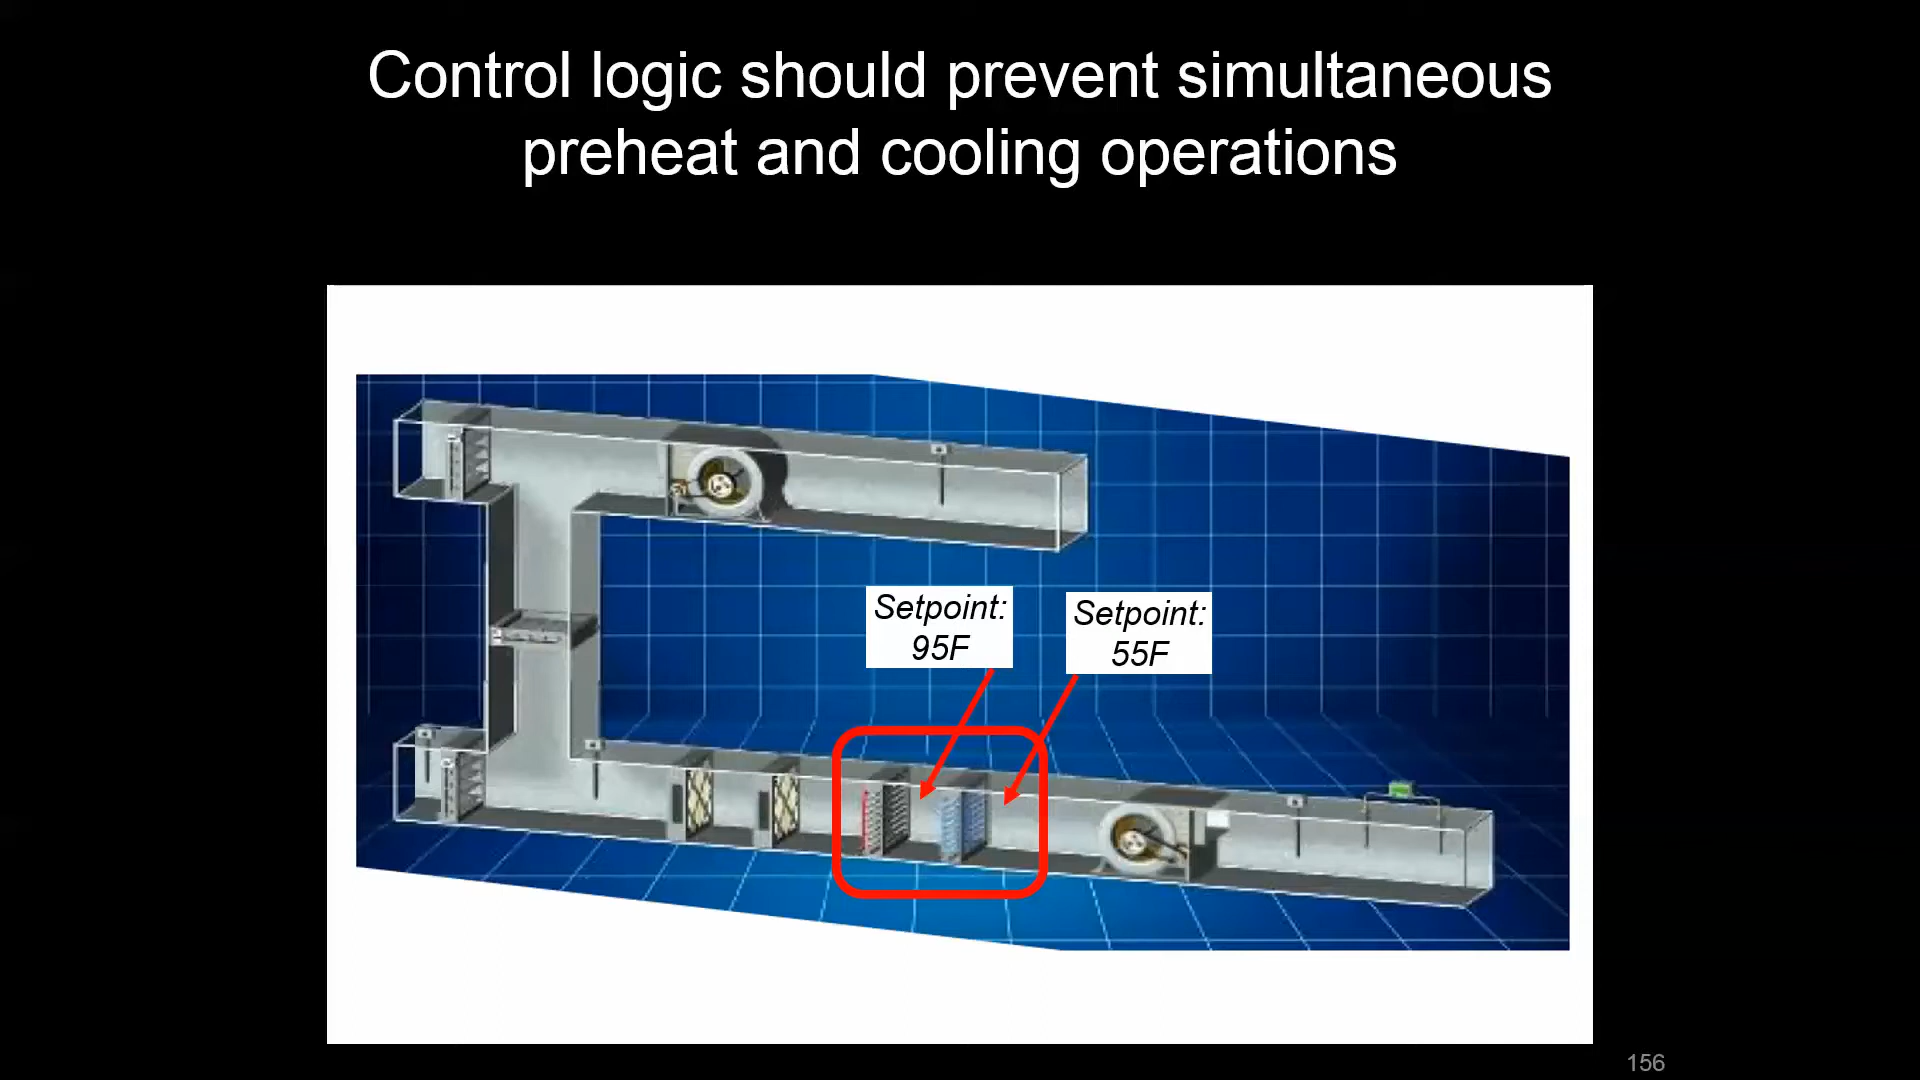 Control logic should prevent simultaneous
preheat and cooling operations
Setpoint:
95F
Setpoint:
55F
156